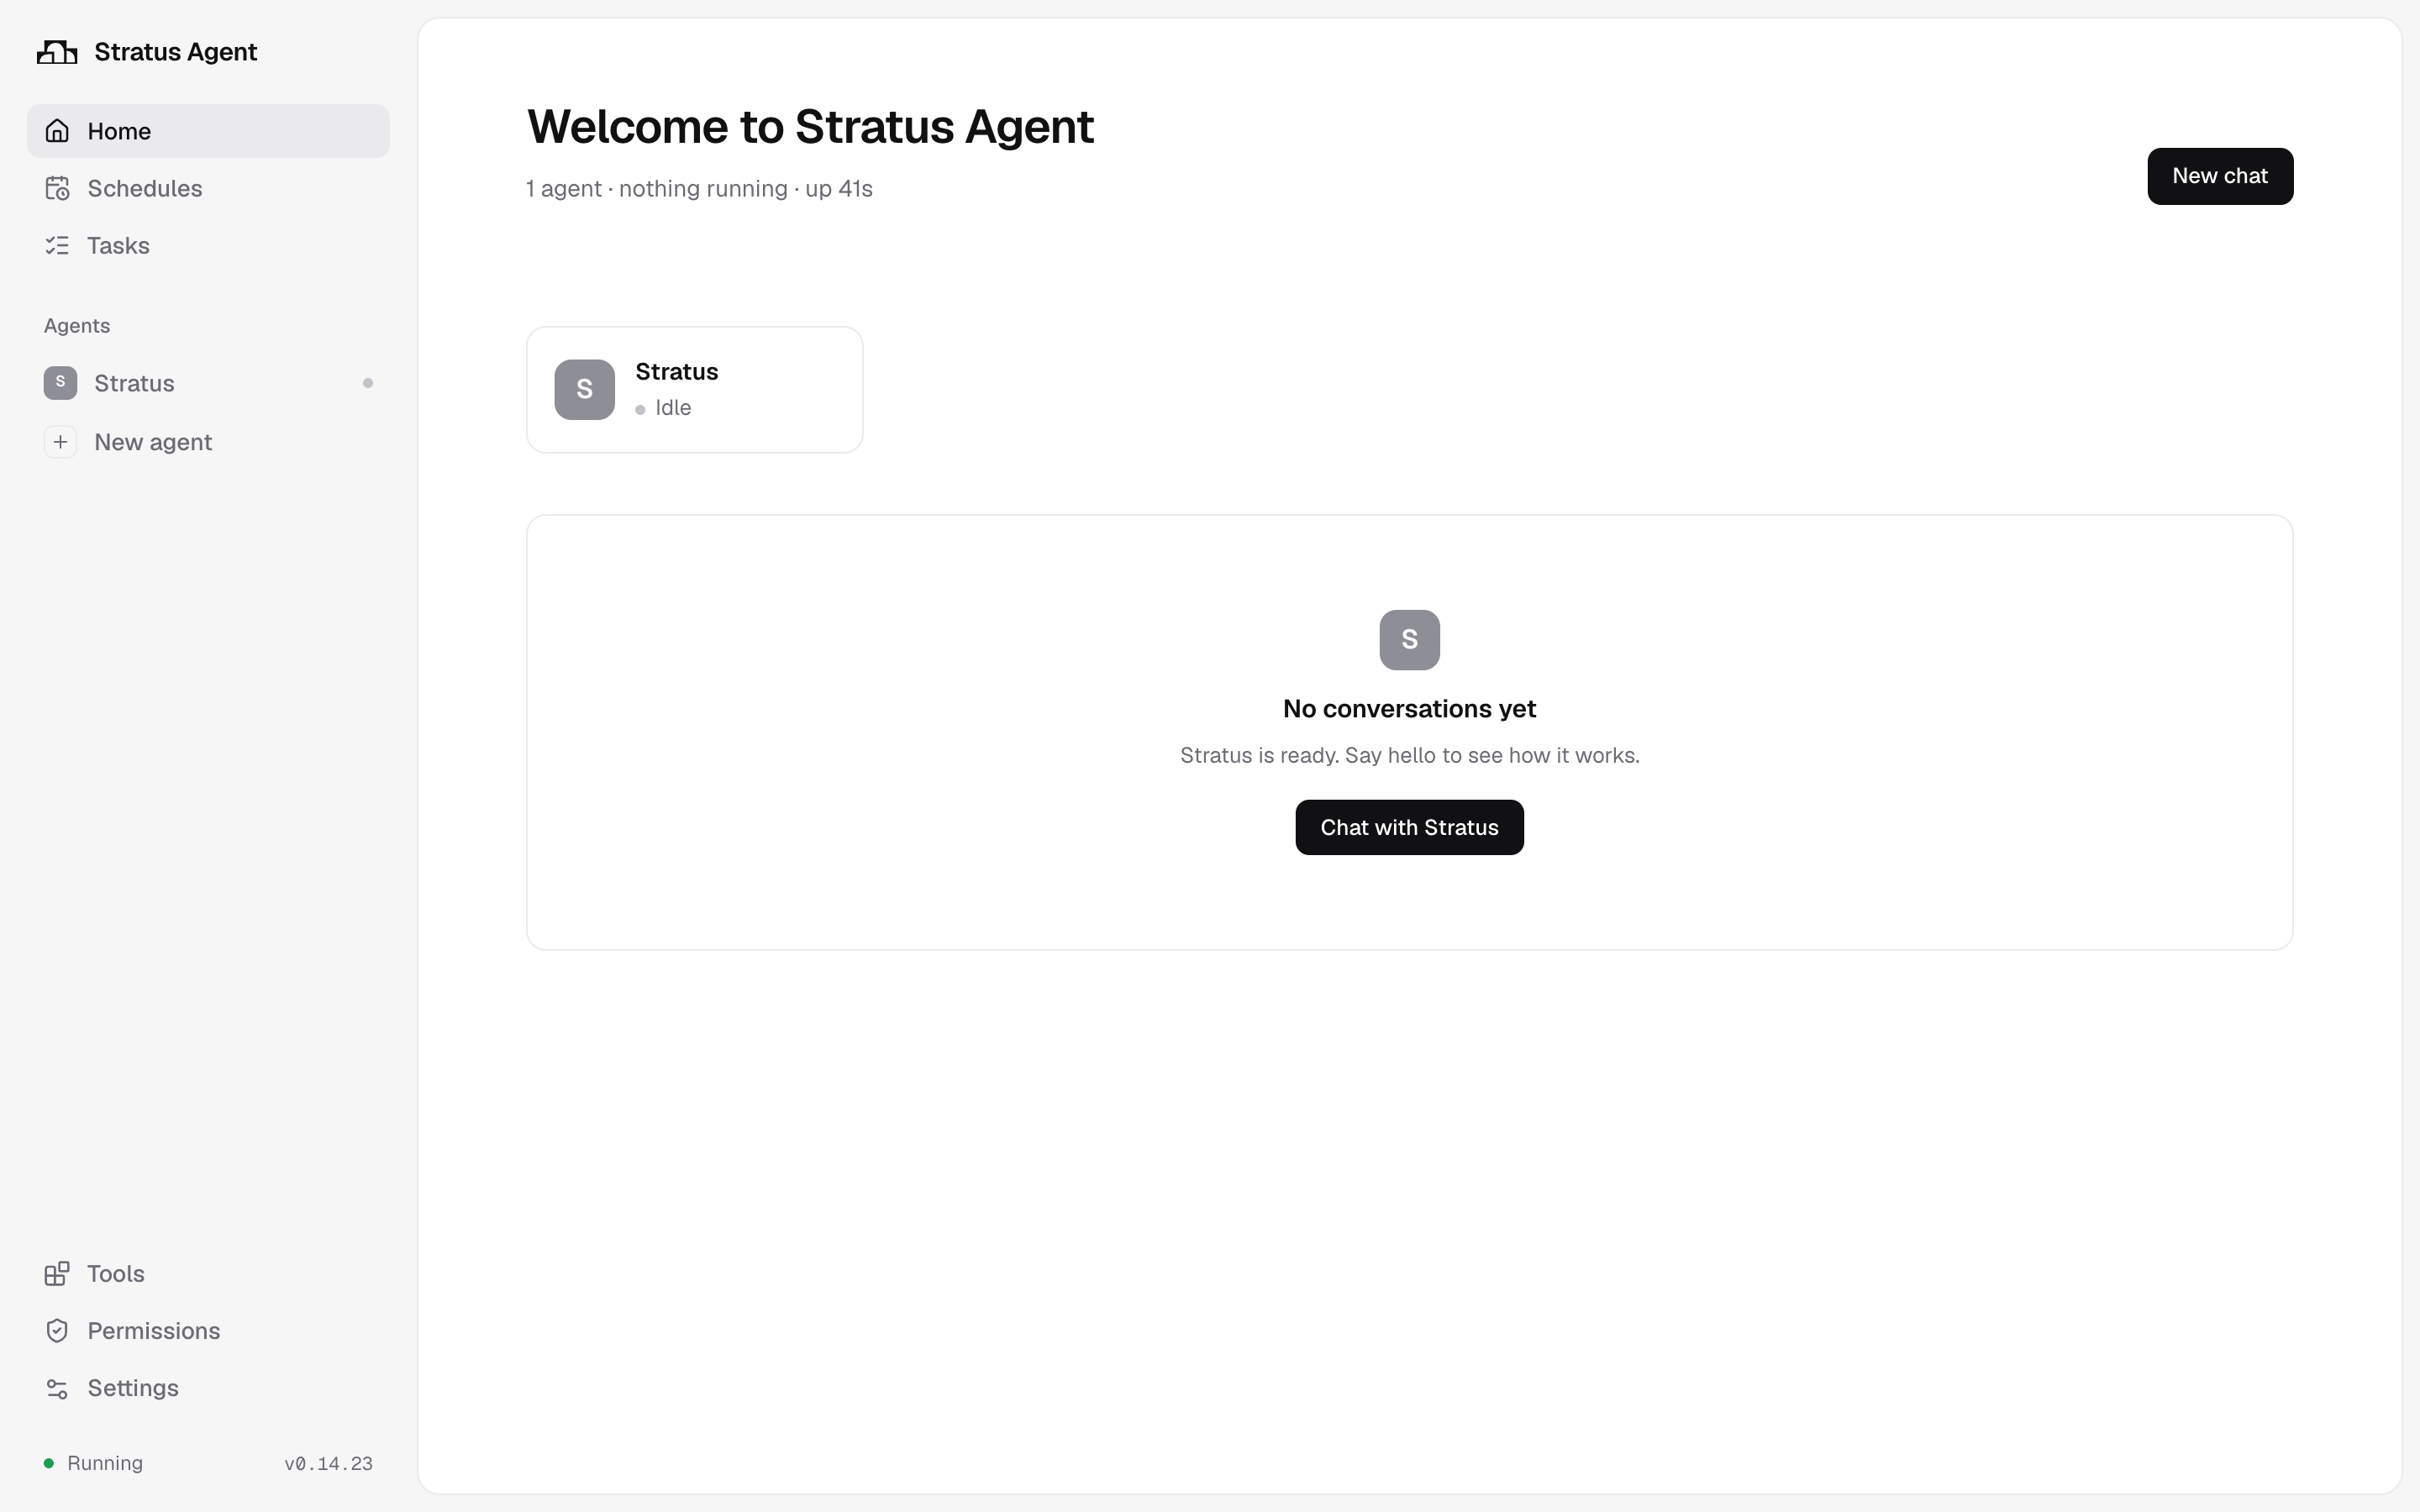 Stratus Agent
Home
Schedules
Tasks
Agents
S Stratus
New agent
Tools
Permissions
Settings
Running v0.14.23
Welcome to Stratus Agent
1 agent · nothing running · up 41s
New chat
S
Stratus
Idle
S
No conversations yet
Stratus is ready. Say hello to see how it works.
Chat with Stratus